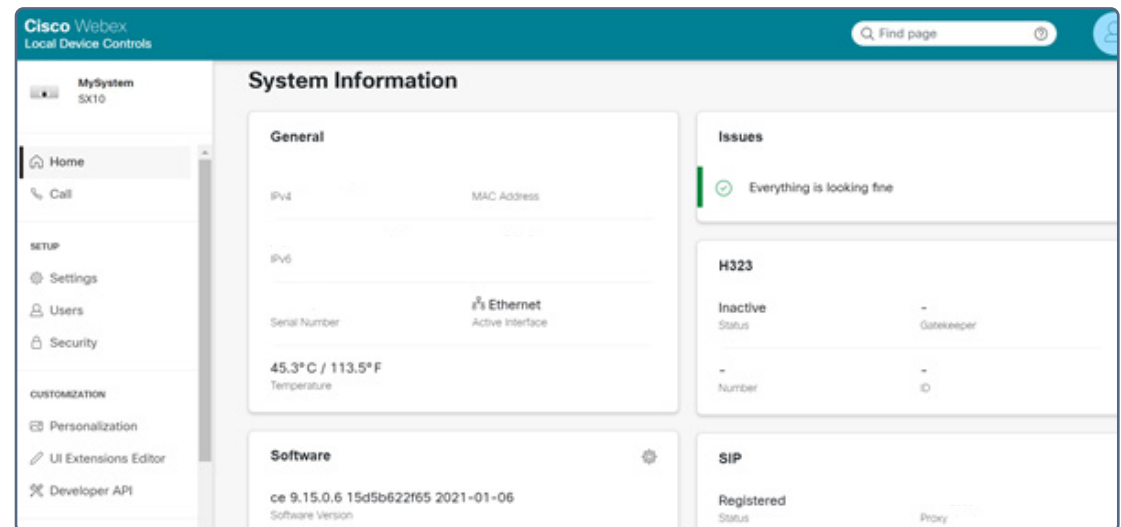 Cisco Webex
Local Device Controls
Find page
MySystem
SX10
Home
Call
SETUP
Settings
Users
Security
CUSTOMIZATION
Personalization
UI Extensions Editor
Developer API
System Information
General
IPv4
MAC Address
IPv6
Serial Number
Ethernet
Active Interface
45.3°C / 113.5°F
Temperature
Software
ce 9.15.0.6 15d5b622f65 2021-01-06
Software Version
Issues
Everything is looking fine
H323
Inactive
-
Status
Gatekeeper
-
-
Number
ID
SIP
Registered
Status
Proxy